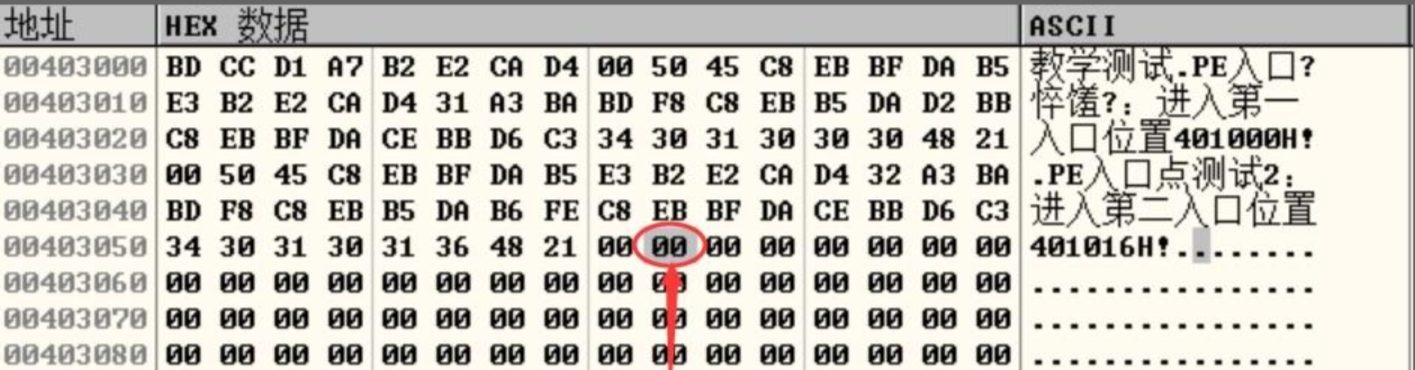 地址 HEX 数据 ASCII
00403000 BD CC D1 A7 B2 E2 CA D4 00 50 45 C8 EB BF DA B5 教学测试.PE入口?
00403010 E3 B2 E2 CA D4 31 A3 BA BD F8 C8 EB B5 DA D2 BB 悴馐?：进入第一
00403020 C8 EB BF DA CE BB D6 C3 34 30 31 30 30 30 48 21 入口位置401000H!
00403030 00 50 45 C8 EB BF DA B5 E3 B2 E2 CA D4 32 A3 BA .PE入口点测试2：
00403040 BD F8 C8 EB B5 DA B6 FE C8 EB BF DA CE BB D6 C3 进入第二入口位置
00403050 34 30 31 30 31 36 48 21 00 00 00 00 00 00 00 00 401016H!........
00403060 00 00 00 00 00 00 00 00 00 00 00 00 00 00 00 00 ................
00403070 00 00 00 00 00 00 00 00 00 00 00 00 00 00 00 00 ................
00403080 00 00 00 00 00 00 00 00 00 00 00 00 00 00 00 00 ................